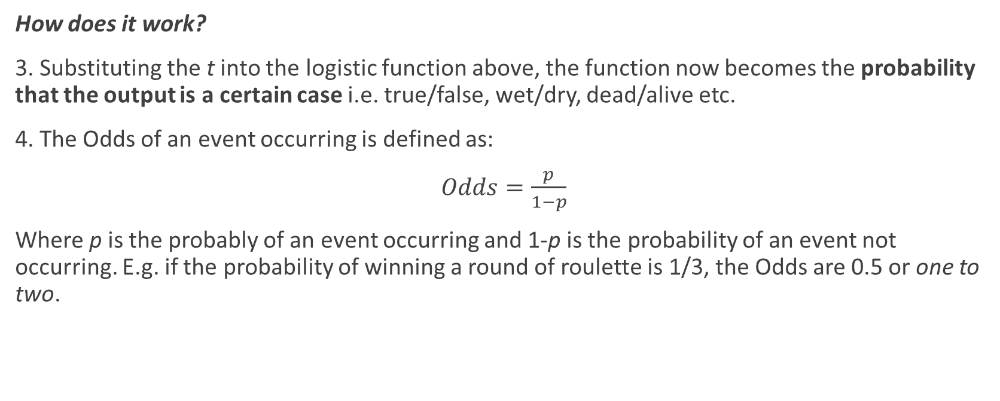 How does it work?
3. Substituting the t into the logistic function above, the function now becomes the probability
that the output is a certain case i.e. true/false, wet/dry, dead/alive etc.
4. The Odds of an event occurring is defined as:
Odds = p/(1−p)
Where p is the probably of an event occurring and 1-p is the probability of an event not
occurring. E.g. if the probability of winning a round of roulette is 1/3, the Odds are 0.5 or one to
two.